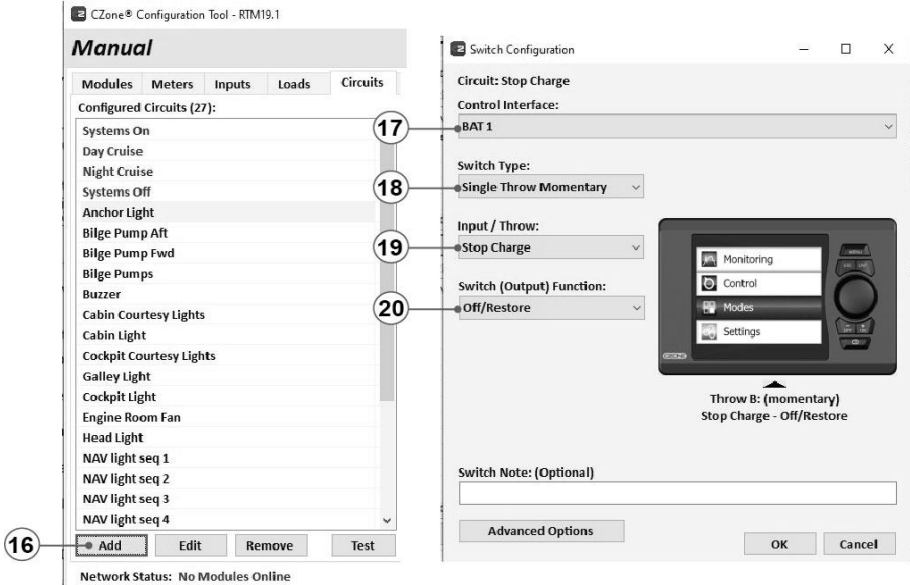 CZone® Configuration Tool - RTM19.1
Manual
Modules Meters Inputs Loads Circuits
Configured Circuits (27):
Systems On
Day Cruise
Night Cruise
Systems Off
Anchor Light
Bilge Pump Aft
Bilge Pump Fwd
Bilge Pumps
Buzzer
Cabin Courtesy Lights
Cabin Light
Cockpit Courtesy Lights
Galley Light
Cockpit Light
Engine Room Fan
Head Light
NAV light seq 1
NAV light seq 2
NAV light seq 3
NAV light seq 4
16
Add Edit Remove Test
Network Status: No Modules Online
Switch Configuration
Circuit: Stop Charge
Control Interface:
17
BAT 1
Switch Type:
18
Single Throw Momentary
Input / Throw:
19
Stop Charge
Switch (Output) Function:
20
Off/Restore
Monitoring
Control
Modes
Settings
MENU
CZONE
Throw B: (momentary)
Stop Charge - Off/Restore
Switch Note: (Optional)
Advanced Options
OK Cancel